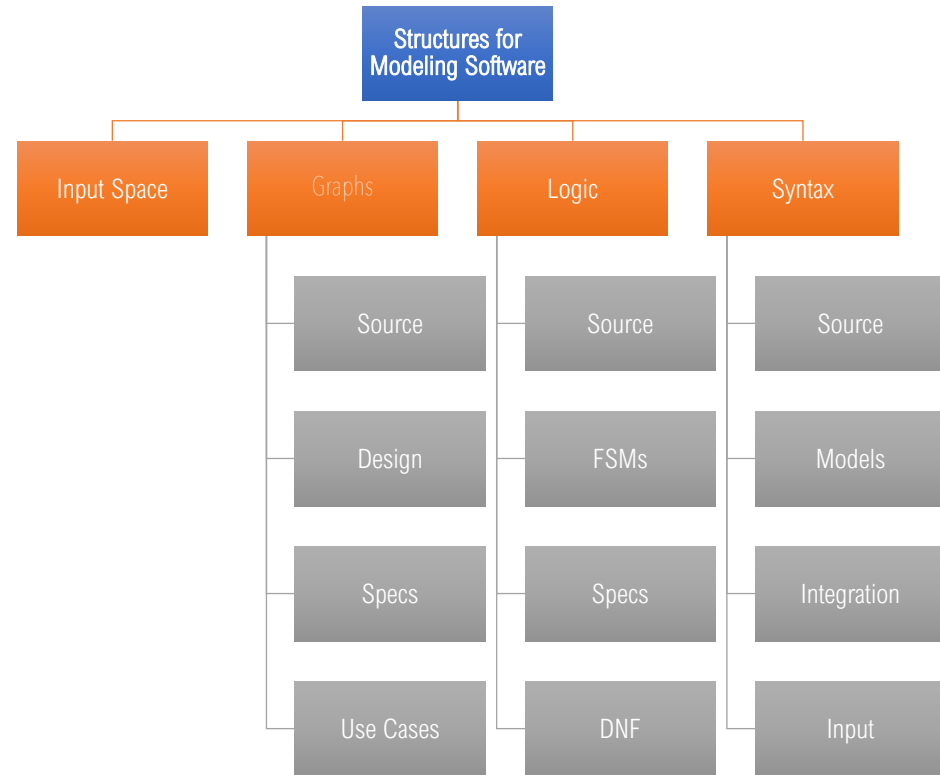 Structures for
Modeling Software
Input Space
Graphs
Logic
Syntax
Source
Source
Source
Design
FSMs
Models
Specs
Specs
Integration
Use Cases
DNF
Input